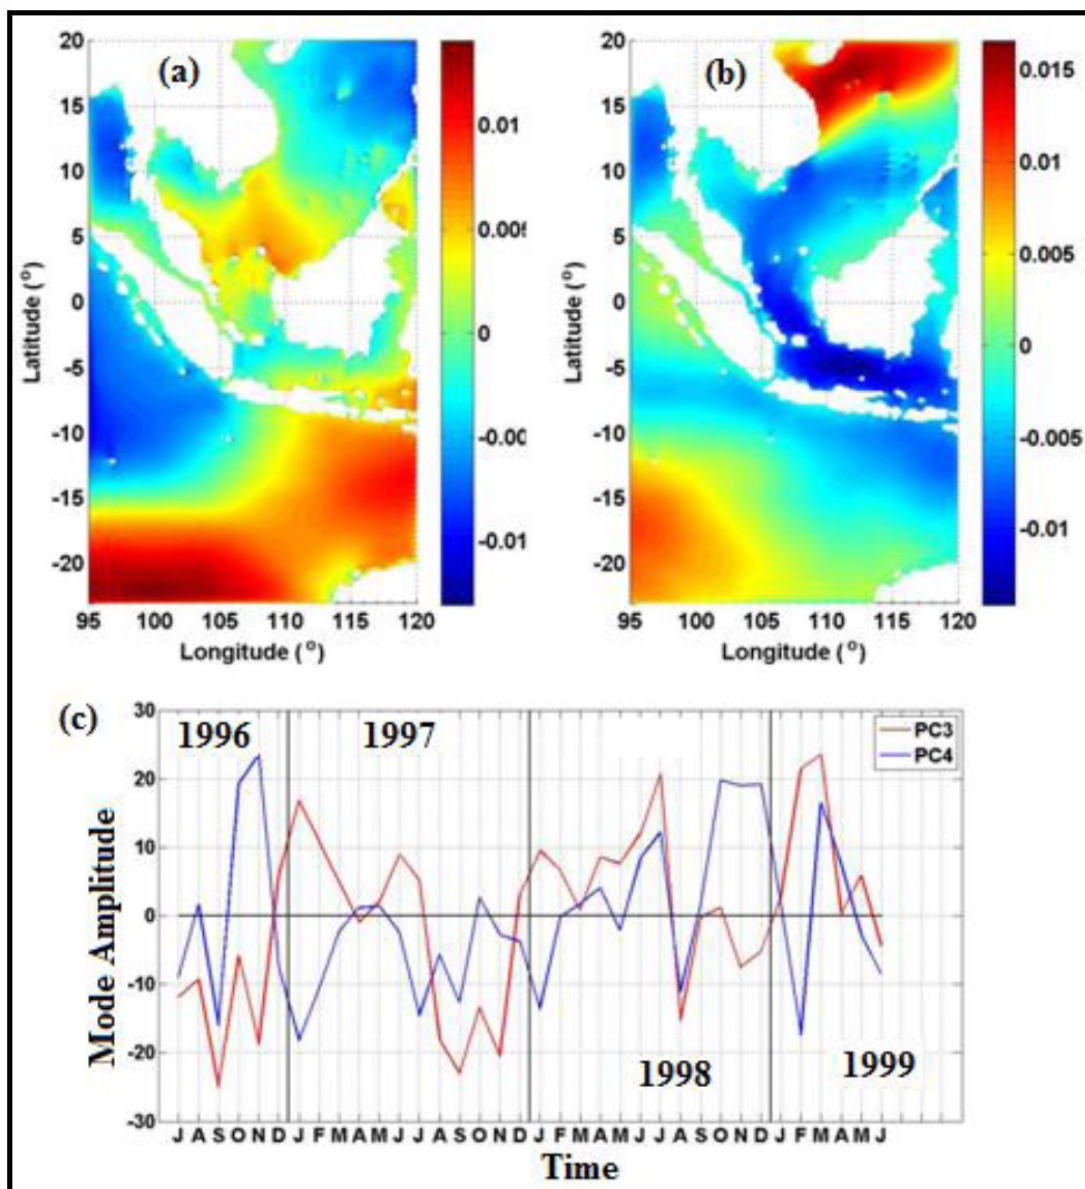 (a)
20
15
10
5
0
-5
-10
-15
-20
95 100 105 110 115 120
Latitude (°)
Longitude (°)
0.01
0.005
0
-0.00
-0.01
(b)
20
15
10
5
0
-5
-10
-15
-20
95 100 105 110 115 120
Latitude (°)
Longitude (°)
0.015
0.01
0.005
0
-0.005
-0.01
(c)
30
20
10
0
-10
-20
-30
Mode Amplitude
1996
1997
1998
1999
PC3
PC4
J A S O N D J F M A M J J A S O N D J F M A M J J A S O N D J F M A M J
Time